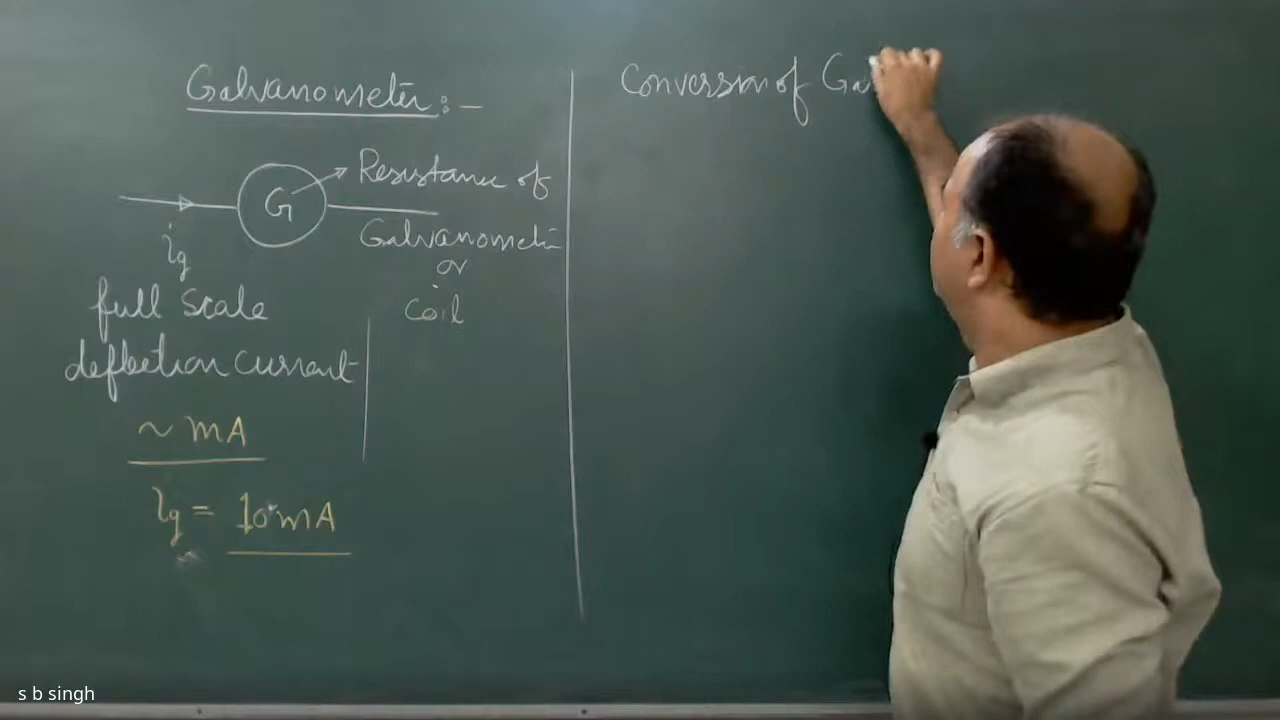 Galvanometer :-
G
Resistance of
Galvanometer
or
coil
ig
full scale
deflection current
~ mA
ig = 10 mA
Conversion of Ga
s b singh